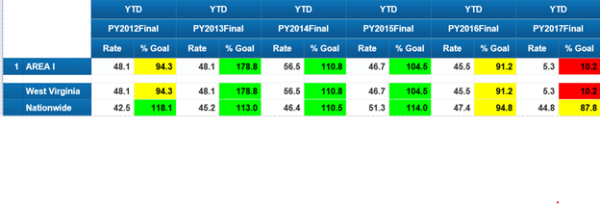 YTD YTD YTD YTD YTD YTD
PY2012Final PY2013Final PY2014Final PY2015Final PY2016Final PY2017Final
Rate % Goal Rate % Goal Rate % Goal Rate % Goal Rate % Goal Rate % Goal
1 AREA I 48.1 94.3 48.1 178.8 56.5 110.8 46.7 104.5 45.5 91.2 5.3 10.2
West Virginia 48.1 94.3 48.1 178.8 56.5 110.8 46.7 104.5 45.5 91.2 5.3 10.2
Nationwide 42.5 118.1 45.2 113.0 46.4 110.5 51.3 114.0 47.4 94.8 44.8 87.8